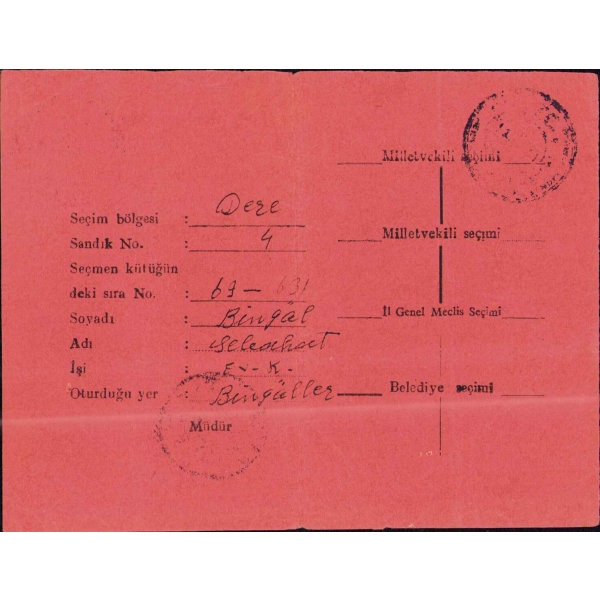 Milletvekili seçimi
Seçim bölgesi : Dere
Sandık No. : 4
Milletvekili seçimi
Seçmen kütüğün
deki sıra No. : 63 — 631
Soyadı : Bingöl
İl Genel Meclis Seçimi
Adı : Selcahat
İşi : Ev - K.
Oturduğu yer : Bingöller
Belediye seçimi
Müdür